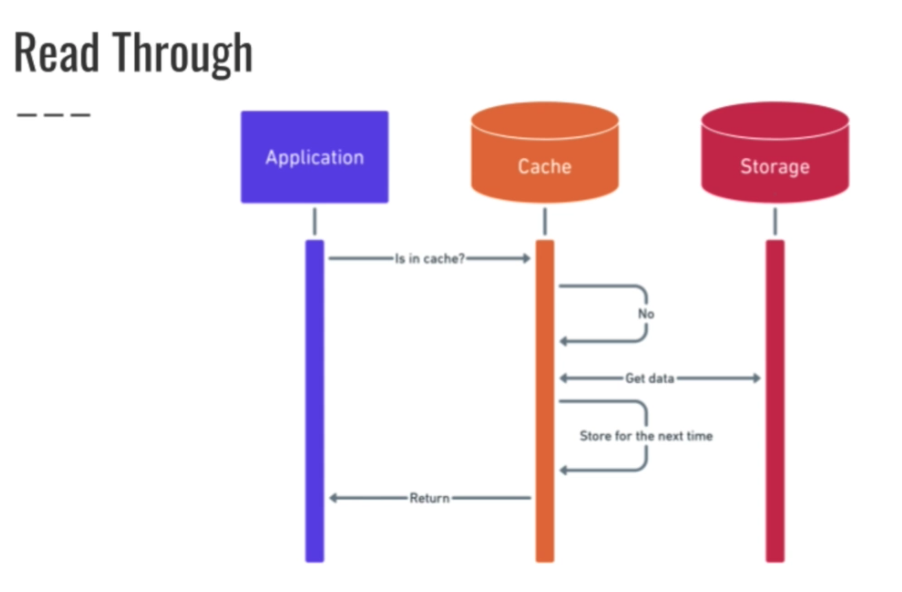 Read Through
Application
Cache
Storage
Is in cache?
No
Get data
Store for the next time
Return